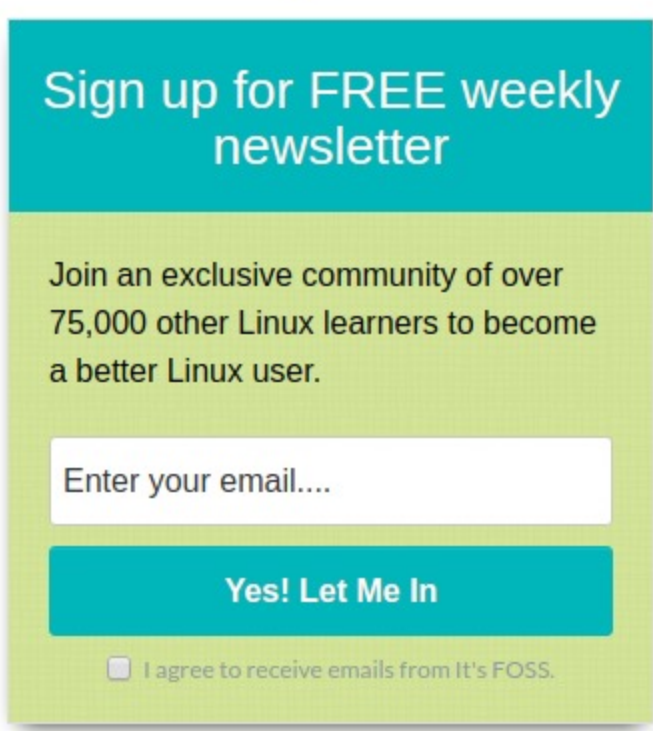 Sign up for FREE weekly
newsletter
Join an exclusive community of over
75,000 other Linux learners to become
a better Linux user.
Enter your email....
Yes! Let Me In
I agree to receive emails from It's FOSS.